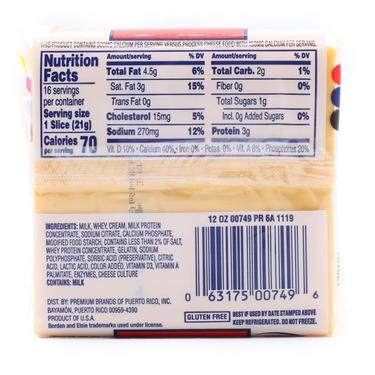 THIS PRODUCT CONTAINS 500MG CALCIUM PER SERVING VERSUS PROCESS CHEESE FOOD WITH CALCIUM PER SERVING.
Nutrition Facts
16 servings per container
Serving size
1 Slice (21g)
Calories per serving 70
Amount/serving % DV
Total Fat 4.5g 6%
Sat. Fat 3g 15%
Trans Fat 0g
Cholesterol 15mg 5%
Sodium 270mg 12%
Amount/serving % DV
Total Carb. 2g 1%
Fiber 0g 0%
Total Sugars 1g
Incl. 0g Added Sugars 0%
Protein 3g
Vit. D 10% • Calcium 40% • Iron 0% • Potas. 0% • Vit. A 8% • Phosphorus 20%
INGREDIENTS: MILK, WHEY, CREAM, MILK PROTEIN
CONCENTRATE, SODIUM CITRATE, CALCIUM PHOSPHATE,
MODIFIED FOOD STARCH, CONTAINS LESS THAN 2% OF SALT,
WHEY PROTEIN CONCENTRATE, GELATIN, SODIUM
POLYPHOSPHATE, SORBIC ACID (PRESERVATIVE), CITRIC
ACID, LACTIC ACID, COLOR ADDED, VITAMIN D3, VITAMIN A
PALMITATE, ENZYMES, CHEESE CULTURE
CONTAINS: MILK
DIST. BY: PREMIUM BRANDS OF PUERTO RICO, INC.
BAYAMÓN, PUERTO RICO 00959-4390
PRODUCT OF U.S.A.
Borden and Elsie trademarks used under license.
12 OZ 00749 PR 6A 1119
0 63175 00749 6
GLUTEN FREE
BEST IF USED BY DATE STAMPED ABOVE
KEEP REFRIGERATED. DO NOT FREEZE.